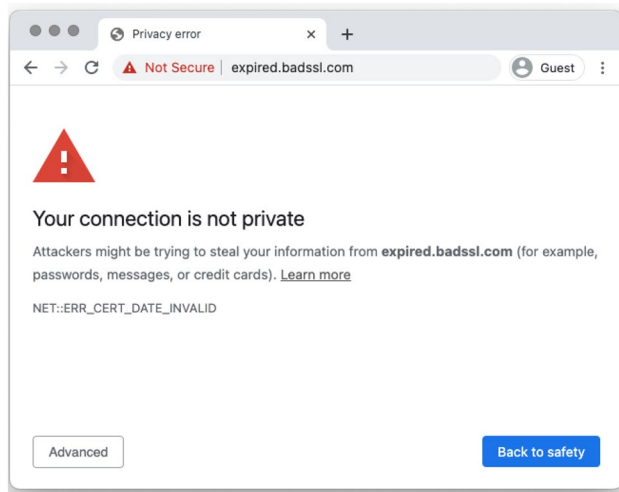 Privacy error
Not Secure | expired.badssl.com
Guest
Your connection is not private
Attackers might be trying to steal your information from expired.badssl.com (for example,
passwords, messages, or credit cards). Learn more
NET::ERR_CERT_DATE_INVALID
Advanced
Back to safety